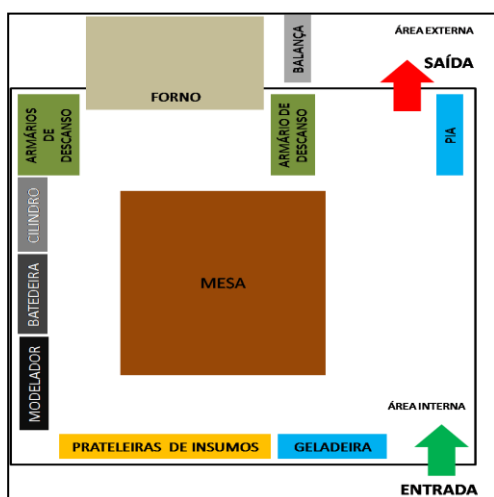 ÁREA EXTERNA
SAÍDA
BALANÇA
FORNO
ARMÁRIOS
DE
DESCANSO
ARMÁRIO DE
DESCANSO
PIA
CILINDRO
BATEDEIRA
MODELADOR
MESA
ÁREA INTERNA
PRATELEIRAS DE INSUMOS
GELADEIRA
ENTRADA